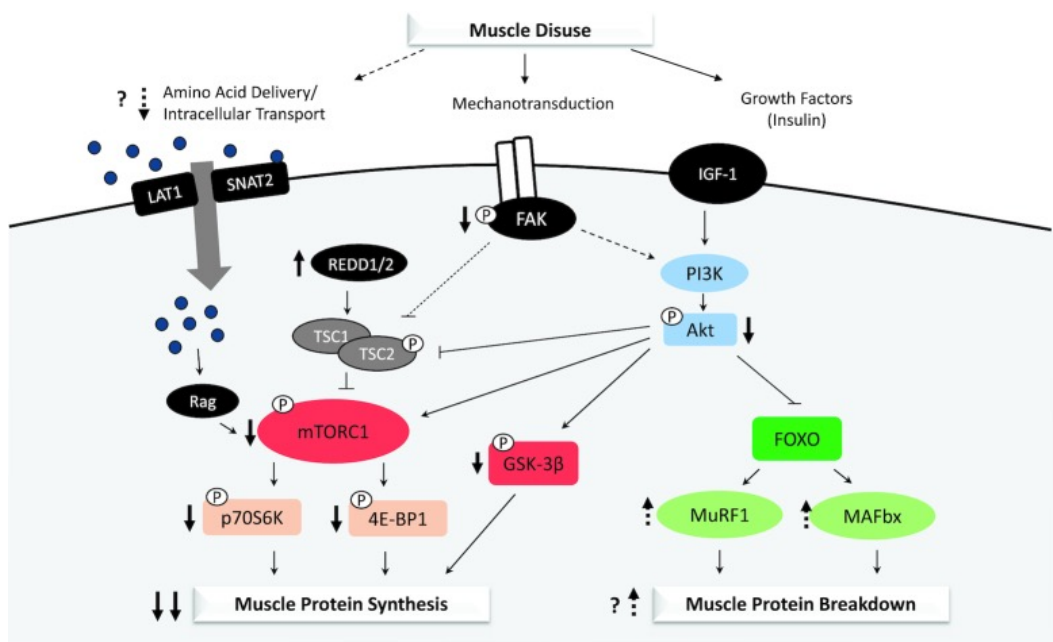 Muscle Disuse
? Amino Acid Delivery/
Intracellular Transport
Mechanotransduction
Growth Factors
(Insulin)
LAT1
SNAT2
IGF-1
P
FAK
REDD1/2
PI3K
P
Akt
TSC1
TSC2
P
Rag
P
mTORC1
P
GSK-3β
FOXO
P
p70S6K
P
4E-BP1
MuRF1
MAFbx
Muscle Protein Synthesis
? Muscle Protein Breakdown